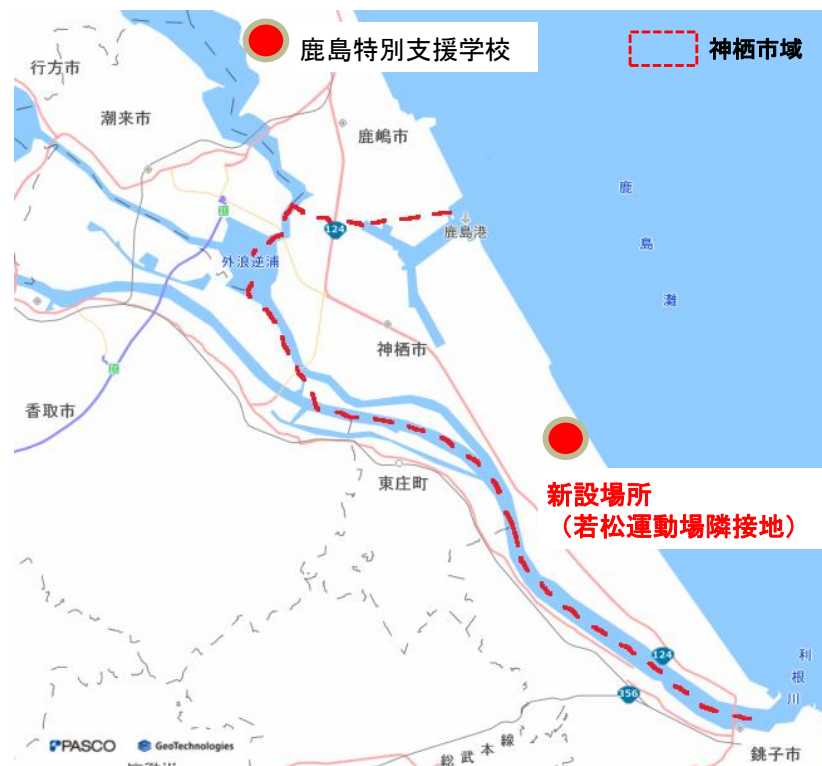 鹿島特別支援学校
神栖市域
行方市
潮来市
鹿嶋市
鹿
島
灘
IC
124
鹿島港
外浪逆浦
神栖市
IC
香取市
東庄町
新設場所
（若松運動場隣接地）
124
利
根
川
356
PASCO
GeoTechnologies
総武本線
銚子市